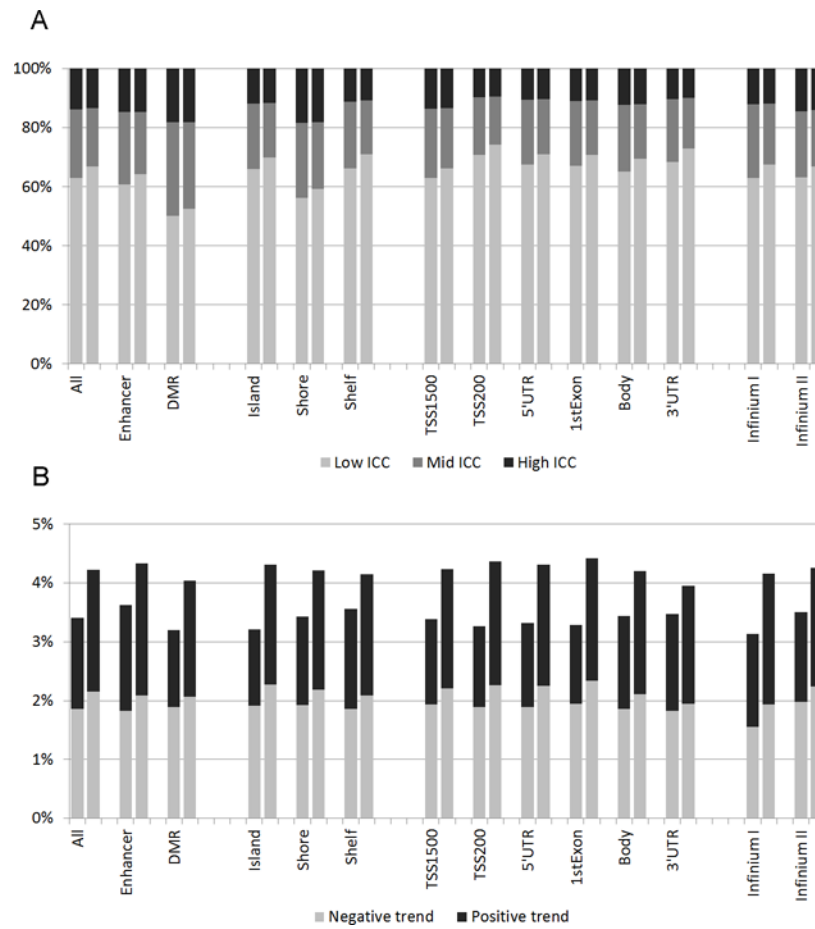 A
100%
80%
60%
40%
20%
0%
All
Enhancer
DMR
Island
Shore
Shelf
TSS1500
TSS200
5'UTR
1stExon
Body
3'UTR
Infinium I
Infinium II
Low ICC Mid ICC High ICC
B
5%
4%
3%
2%
1%
0%
All
Enhancer
DMR
Island
Shore
Shelf
TSS1500
TSS200
5'UTR
1stExon
Body
3'UTR
Infinium I
Infinium II
Negative trend Positive trend